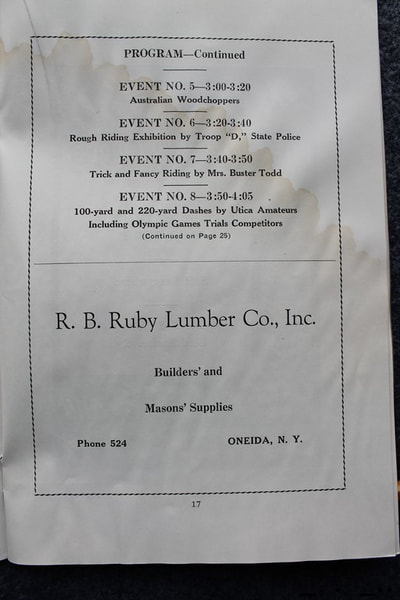 PROGRAM—Continued
EVENT NO. 5—3:00-3:20
Australian Woodchoppers
EVENT NO. 6—3:20-3:40
Rough Riding Exhibition by Troop "D," State Police
EVENT NO. 7—3:40-3:50
Trick and Fancy Riding by Mrs. Buster Todd
EVENT NO. 8—3:50-4:05
100-yard and 220-yard Dashes by Utica Amateurs
Including Olympic Games Trials Competitors
(Continued on Page 25)
R. B. Ruby Lumber Co., Inc.
Builders' and
Masons' Supplies
Phone 524 ONEIDA, N. Y.
17